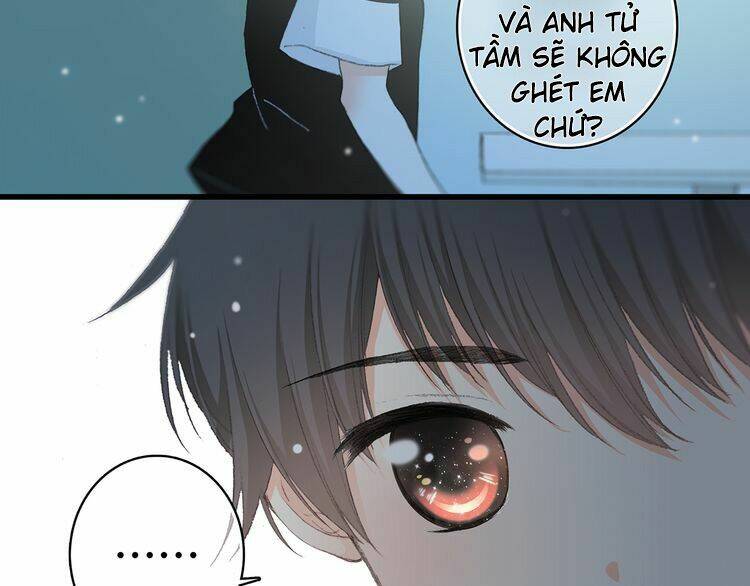 VÀ ANH TỬ
TẦM SẼ KHÔNG
GHÉT EM
CHỨ?
......